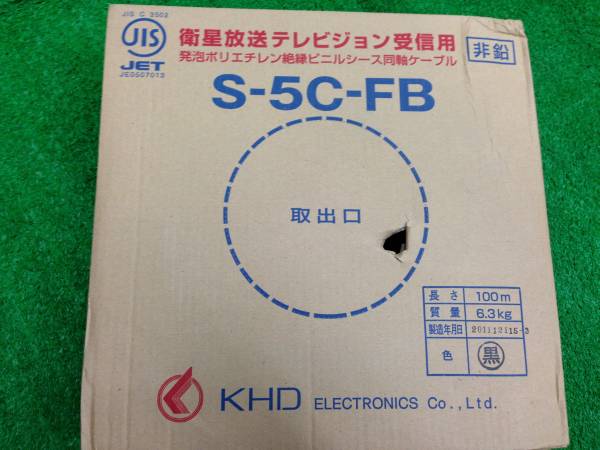 JIS C 3502
JIS
JET
JE0507013
衛星放送テレビジョン受信用
発泡ポリエチレン絶縁ビニルシース同軸ケーブル
非鉛
S-5C-FB
取出口
長さ 100m
質量 6.3kg
製造年月日
色 黒
KHD ELECTRONICS Co.,Ltd.